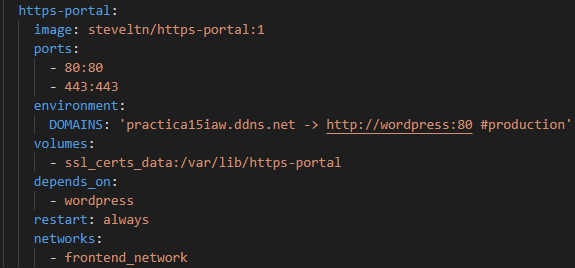 https-portal:
  image: steveltn/https-portal:1
  ports:
    - 80:80
    - 443:443
  environment:
    DOMAINS: 'practica15iaw.ddns.net -> http://wordpress:80 #production'
  volumes:
    - ssl_certs_data:/var/lib/https-portal
  depends_on:
    - wordpress
  restart: always
  networks:
    - frontend_network